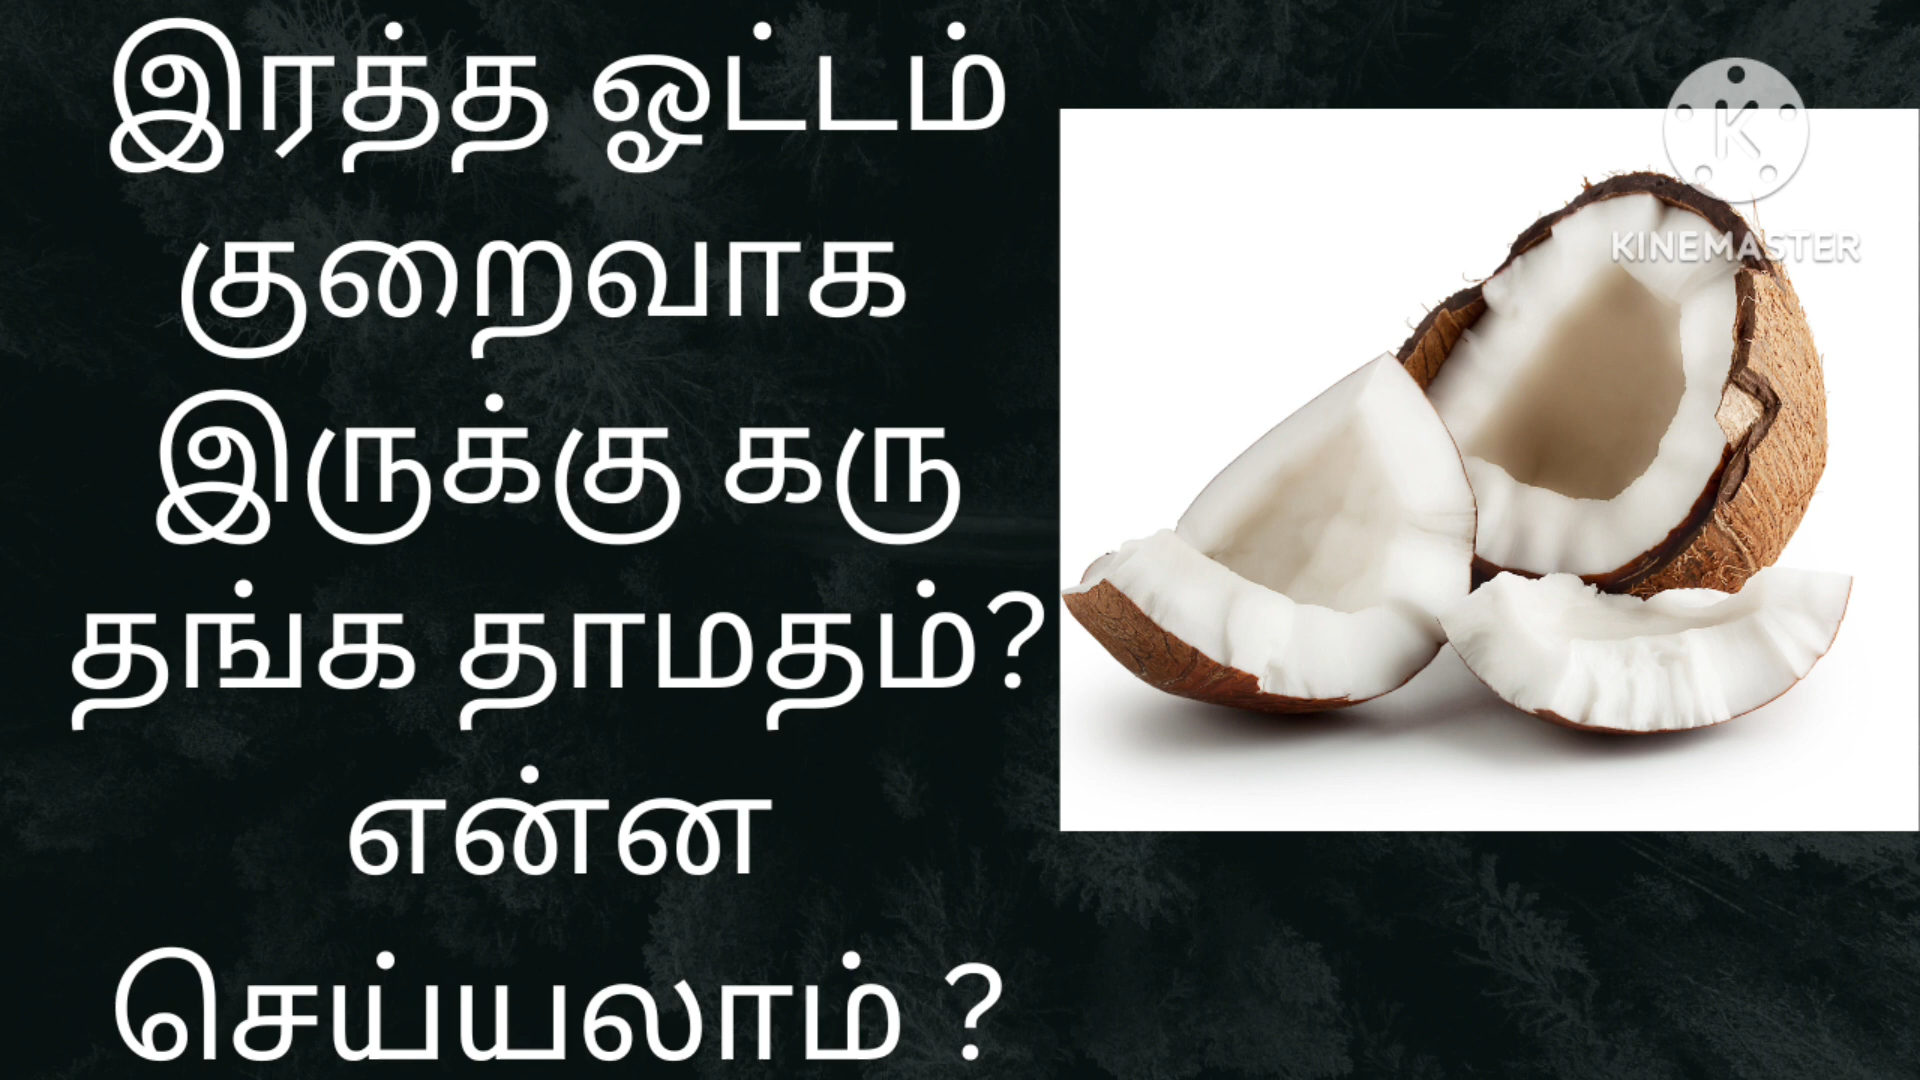 இரத்த ஓட்டம்
குறைவாக
இருக்கு கரு
தங்க தாமதம்?
என்ன
செய்யலாம் ?
K
KINEMASTER